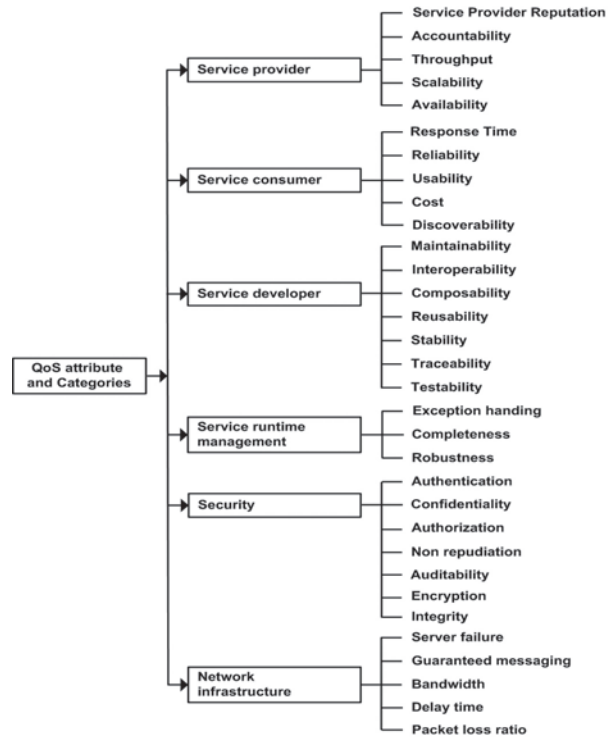 QoS attribute
and Categories
Service provider
Service Provider Reputation
Accountability
Throughput
Scalability
Availability
Service consumer
Response Time
Reliability
Usability
Cost
Discoverability
Service developer
Maintainability
Interoperability
Composability
Reusability
Stability
Traceability
Testability
Service runtime
management
Exception handing
Completeness
Robustness
Security
Authentication
Confidentiality
Authorization
Non repudiation
Auditability
Encryption
Integrity
Network
infrastructure
Server failure
Guaranteed messaging
Bandwidth
Delay time
Packet loss ratio